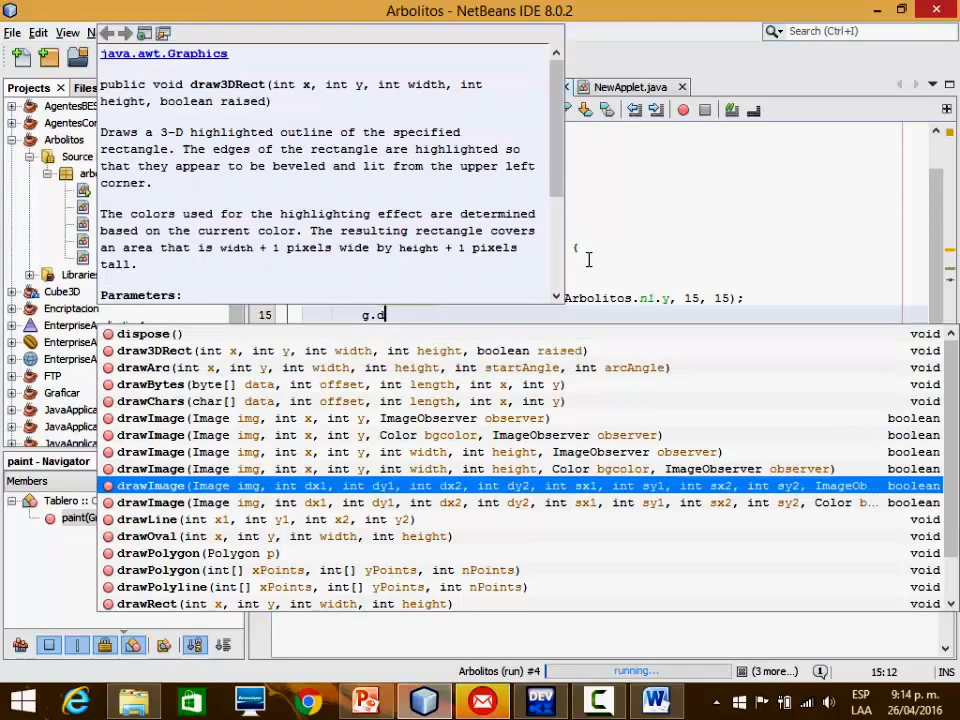 Arbolitos - NetBeans IDE 8.0.2
File Edit View N
Search (Ctrl+I)
java.awt.Graphics
Projects Files
NewApplet.java
public void draw3DRect(int x, int y, int width, int
height, boolean raised)
AgentesBES
AgentesCor
Arbolitos
Source
arbo
Draws a 3-D highlighted outline of the specified
rectangle. The edges of the rectangle are highlighted so
that they appear to be beveled and lit from the upper left
corner.
The colors used for the highlighting effect are determined
based on the current color. The resulting rectangle covers
an area that is width + 1 pixels wide by height + 1 pixels
tall.
{
Parameters:
Arbolitos.n1.y, 15, 15);
Libraries
Cube3D
Encriptacion
EnterpriseA
EnterpriseA
EnterpriseA
FTP
Graficar
JavaApplica
JavaApplica
JavaApplica
15 g.d
dispose() void
draw3DRect(int x, int y, int width, int height, boolean raised) void
drawArc(int x, int y, int width, int height, int startAngle, int arcAngle) void
drawBytes(byte[] data, int offset, int length, int x, int y) void
drawChars(char[] data, int offset, int length, int x, int y) void
drawImage(Image img, int x, int y, ImageObserver observer) boolean
drawImage(Image img, int x, int y, Color bgcolor, ImageObserver observer) boolean
drawImage(Image img, int x, int y, int width, int height, ImageObserver observer) boolean
drawImage(Image img, int x, int y, int width, int height, Color bgcolor, ImageObserver observer) boolean
drawImage(Image img, int dx1, int dy1, int dx2, int dy2, int sx1, int sy1, int sx2, int sy2, ImageOb... boolean
drawImage(Image img, int dx1, int dy1, int dx2, int dy2, int sx1, int sy1, int sx2, int sy2, Color b... boolean
drawLine(int x1, int y1, int x2, int y2) void
drawOval(int x, int y, int width, int height) void
drawPolygon(Polygon p) void
drawPolygon(int[] xPoints, int[] yPoints, int nPoints) void
drawPolyline(int[] xPoints, int[] yPoints, int nPoints) void
drawRect(int x, int y, int width, int height) void
paint - Navigator
Members
Tablero ::
paint(Gr
Arbolitos (run) #4 running... (3 more...) 1 15:12 INS
DEV
ESP
LAA
9:14 p. m.
26/04/2016